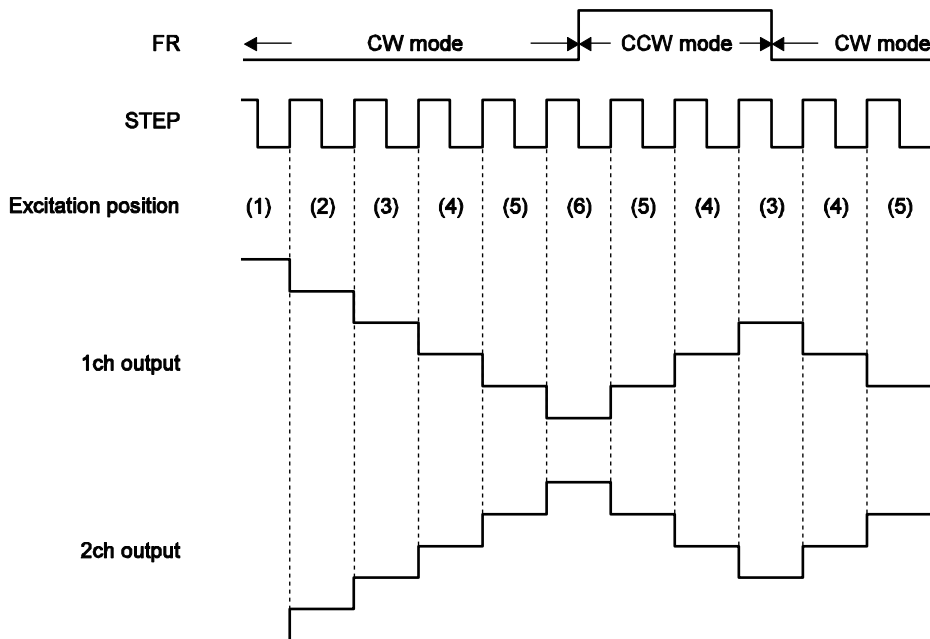 FR
CW mode
CCW mode
CW mode
STEP
Excitation position
(1) (2) (3) (4) (5) (6) (5) (4) (3) (4) (5)
1ch output
2ch output